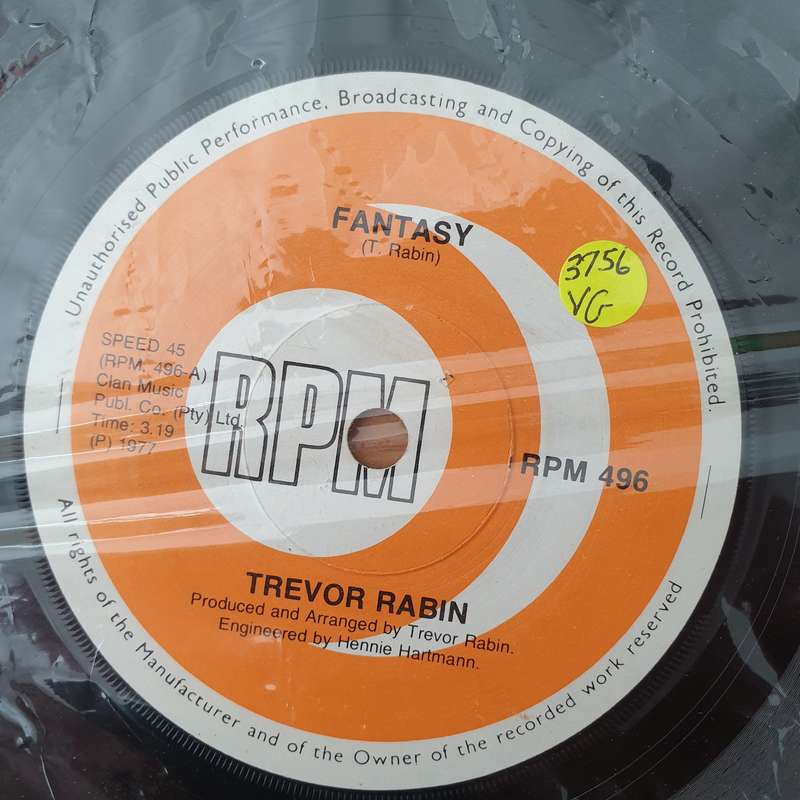 Unauthorised Public Performance, Broadcasting and Copying of this Record Prohibited.
FANTASY
(T. Rabin)
3756
VG
SPEED 45
(RPM. 496-A)
Clan Music
Publ. Co. (Pty) Ltd.
Time: 3.19
(P) 1977
RPM
RPM 496
TREVOR RABIN
Produced and Arranged by Trevor Rabin.
Engineered by Hennie Hartmann.
All rights of the Manufacturer and of the Owner of the recorded work reserved